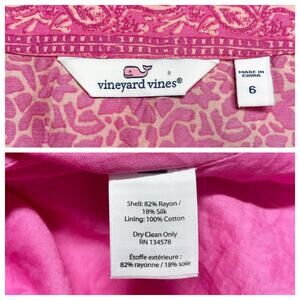 vineyard vines®
MADE IN
CHINA
6
Shell: 82% Rayon /
18% Silk
Lining: 100% Cotton
Dry Clean Only
RN 134578
Étoffe extérieure :
82% rayonne / 18% soie